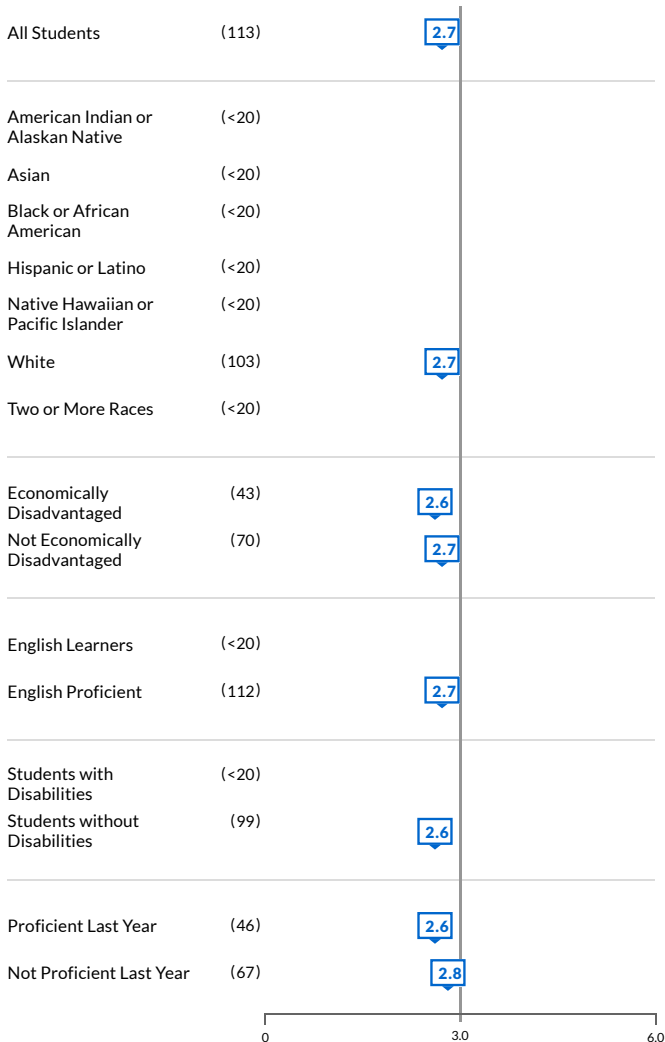 All Students (113) 2.7
American Indian or (<20)
Alaskan Native
Asian (<20)
Black or African (<20)
American
Hispanic or Latino (<20)
Native Hawaiian or (<20)
Pacific Islander
White (103) 2.7
Two or More Races (<20)
Economically (43) 2.6
Disadvantaged
Not Economically (70) 2.7
Disadvantaged
English Learners (<20)
English Proficient (112) 2.7
Students with (<20)
Disabilities
Students without (99) 2.6
Disabilities
Proficient Last Year (46) 2.6
Not Proficient Last Year (67) 2.8
0 3.0 6.0